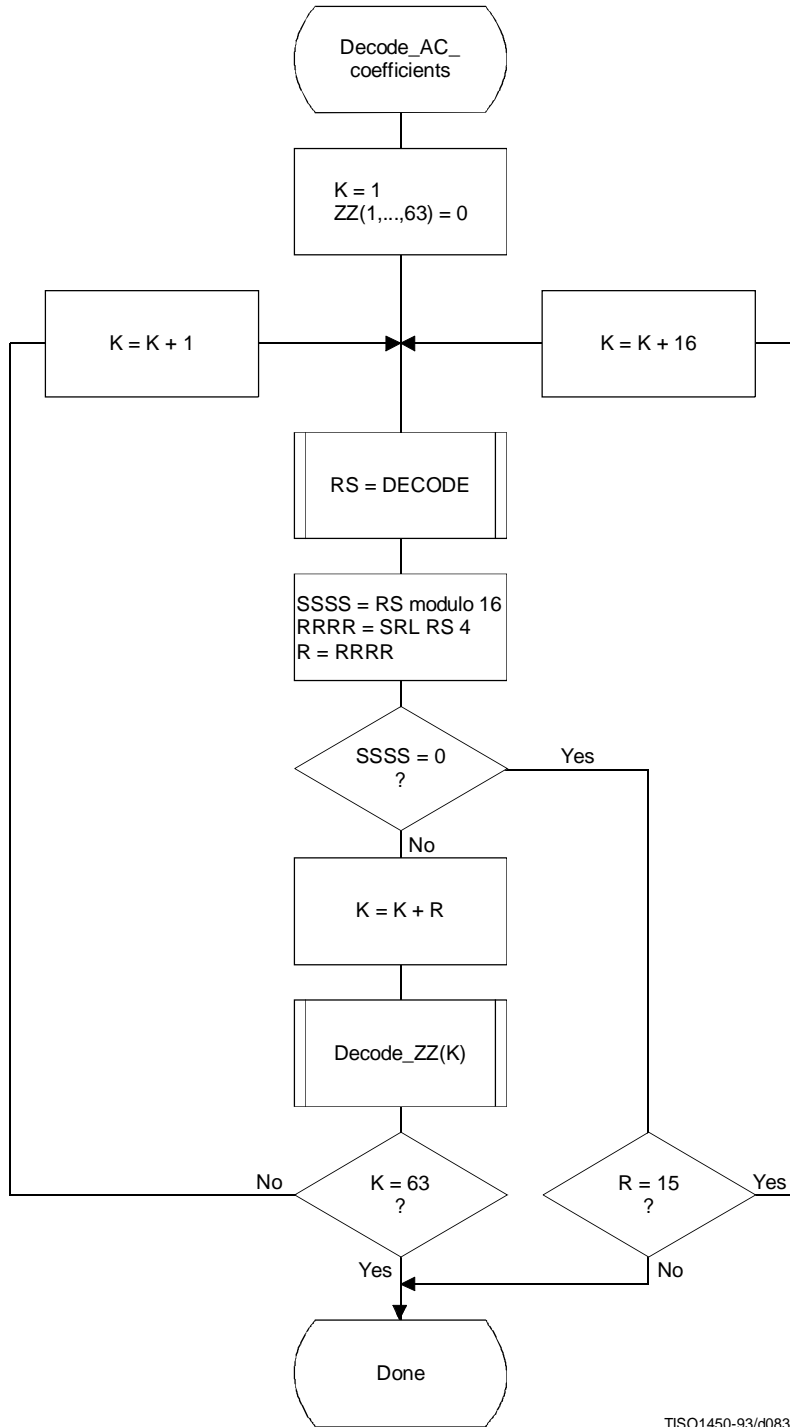 Decode_AC_
coefficients
K = 1
ZZ(1,...,63) = 0
K = K + 1
K = K + 16
RS = DECODE
SSSS = RS modulo 16
RRRR = SRL RS 4
R = RRRR
SSSS = 0
?
Yes
No
K = K + R
Decode_ZZ(K)
No
K = 63
?
R = 15
?
Yes
Yes
No
Done
TISO1450-93/d083